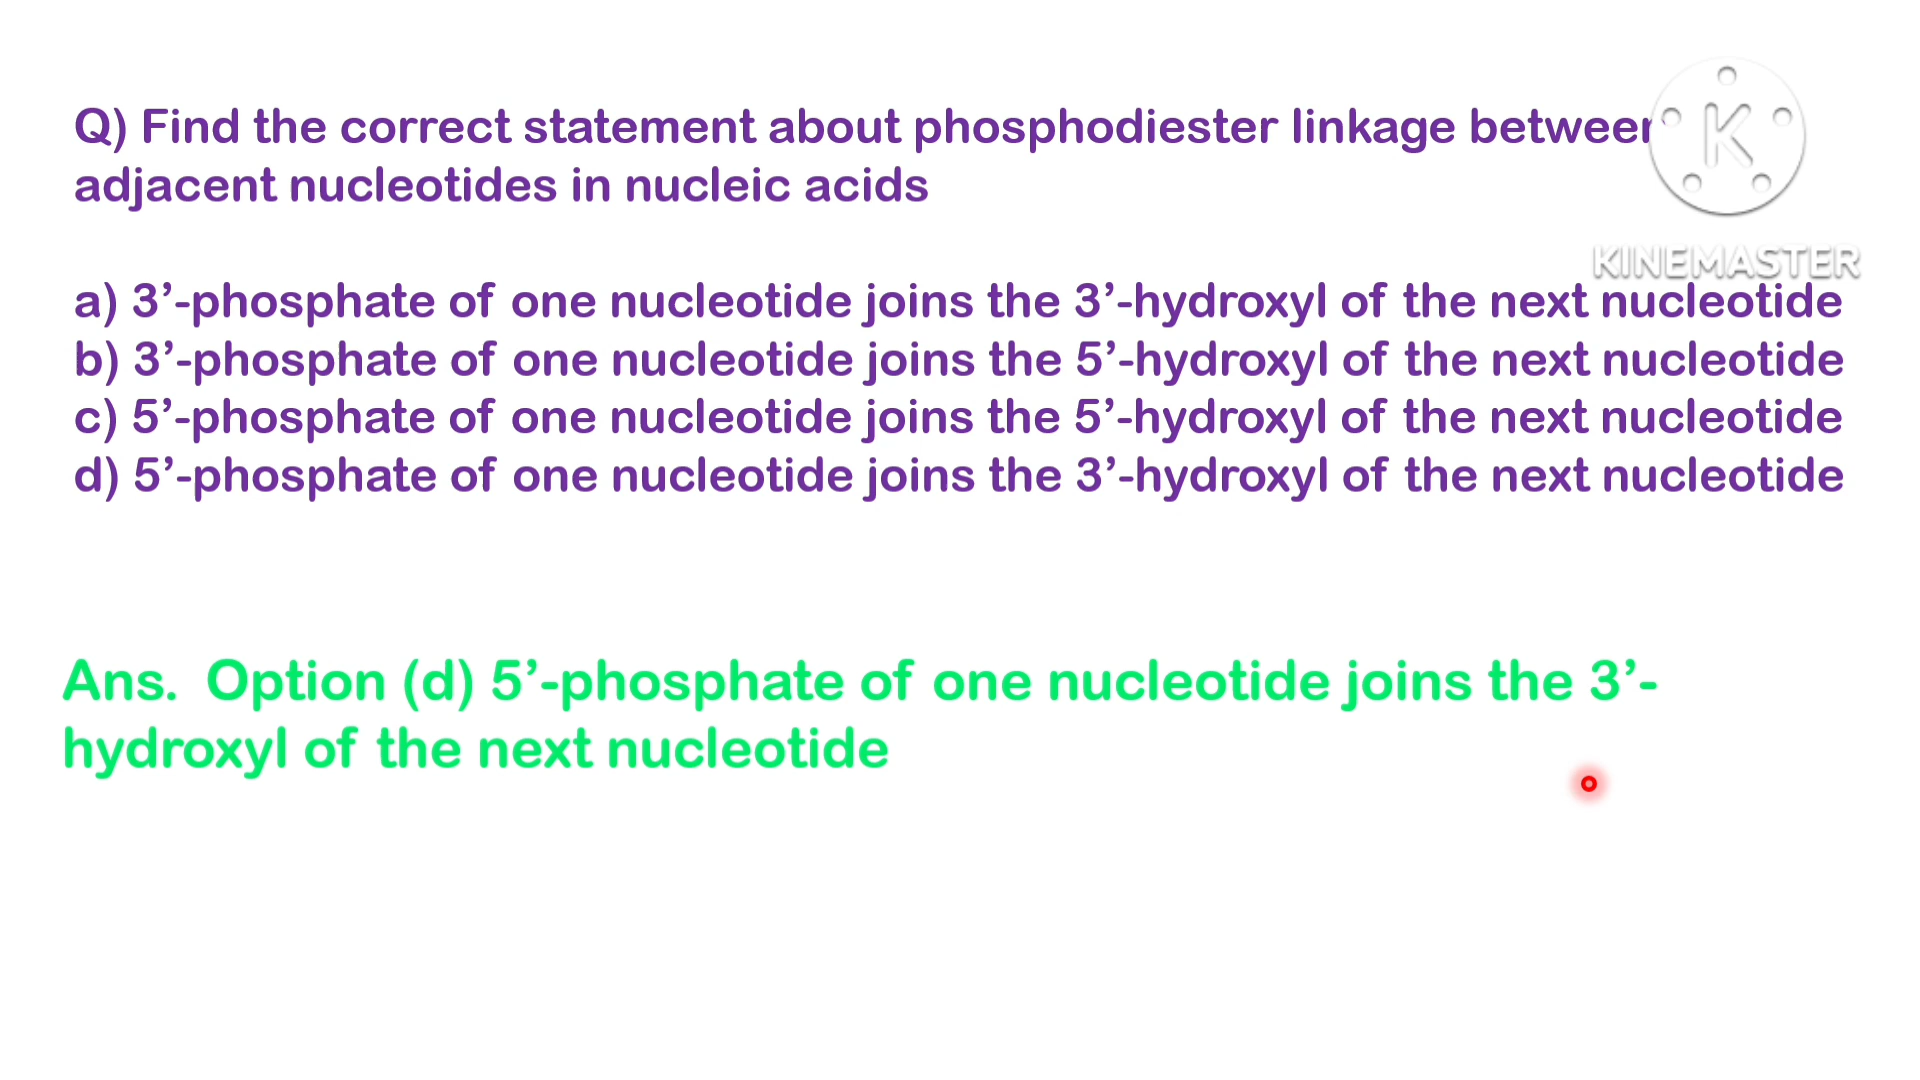 Q) Find the correct statement about phosphodiester linkage between
adjacent nucleotides in nucleic acids
K
KINEMASTER
a) 3’-phosphate of one nucleotide joins the 3’-hydroxyl of the next nucleotide
b) 3’-phosphate of one nucleotide joins the 5’-hydroxyl of the next nucleotide
c) 5’-phosphate of one nucleotide joins the 5’-hydroxyl of the next nucleotide
d) 5’-phosphate of one nucleotide joins the 3’-hydroxyl of the next nucleotide
Ans. Option (d) 5’-phosphate of one nucleotide joins the 3’-
hydroxyl of the next nucleotide